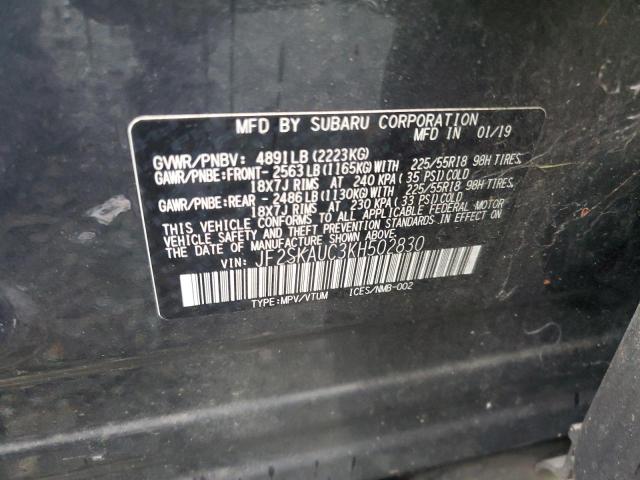 MFD BY SUBARU CORPORATION
MFD IN 01/19
GVWR/PNBV: 4891LB(2223KG)
GAWR/PNBE:FRONT- 2563LB(1165KG)WITH 225/55R18 98H TIRES,
18X7J RIMS AT 240 KPA(35 PSI)COLD
GAWR/PNBE:REAR - 2486LB(1130KG)WITH 225/55R18 98H TIRES,
18X7J RIMS AT 230 KPA(33 PSI)COLD
THIS VEHICLE CONFORMS TO ALL APPLICABLE FEDERAL MOTOR
VEHICLE SAFETY AND THEFT PREVENTION STANDARDS IN EFFECT ON
THE DATE OF MANUFACTURE SHOWN ABOVE.
VIN: JF2SKAUC3KH502830
TYPE:MPV/VTUM ICES/NMB-002